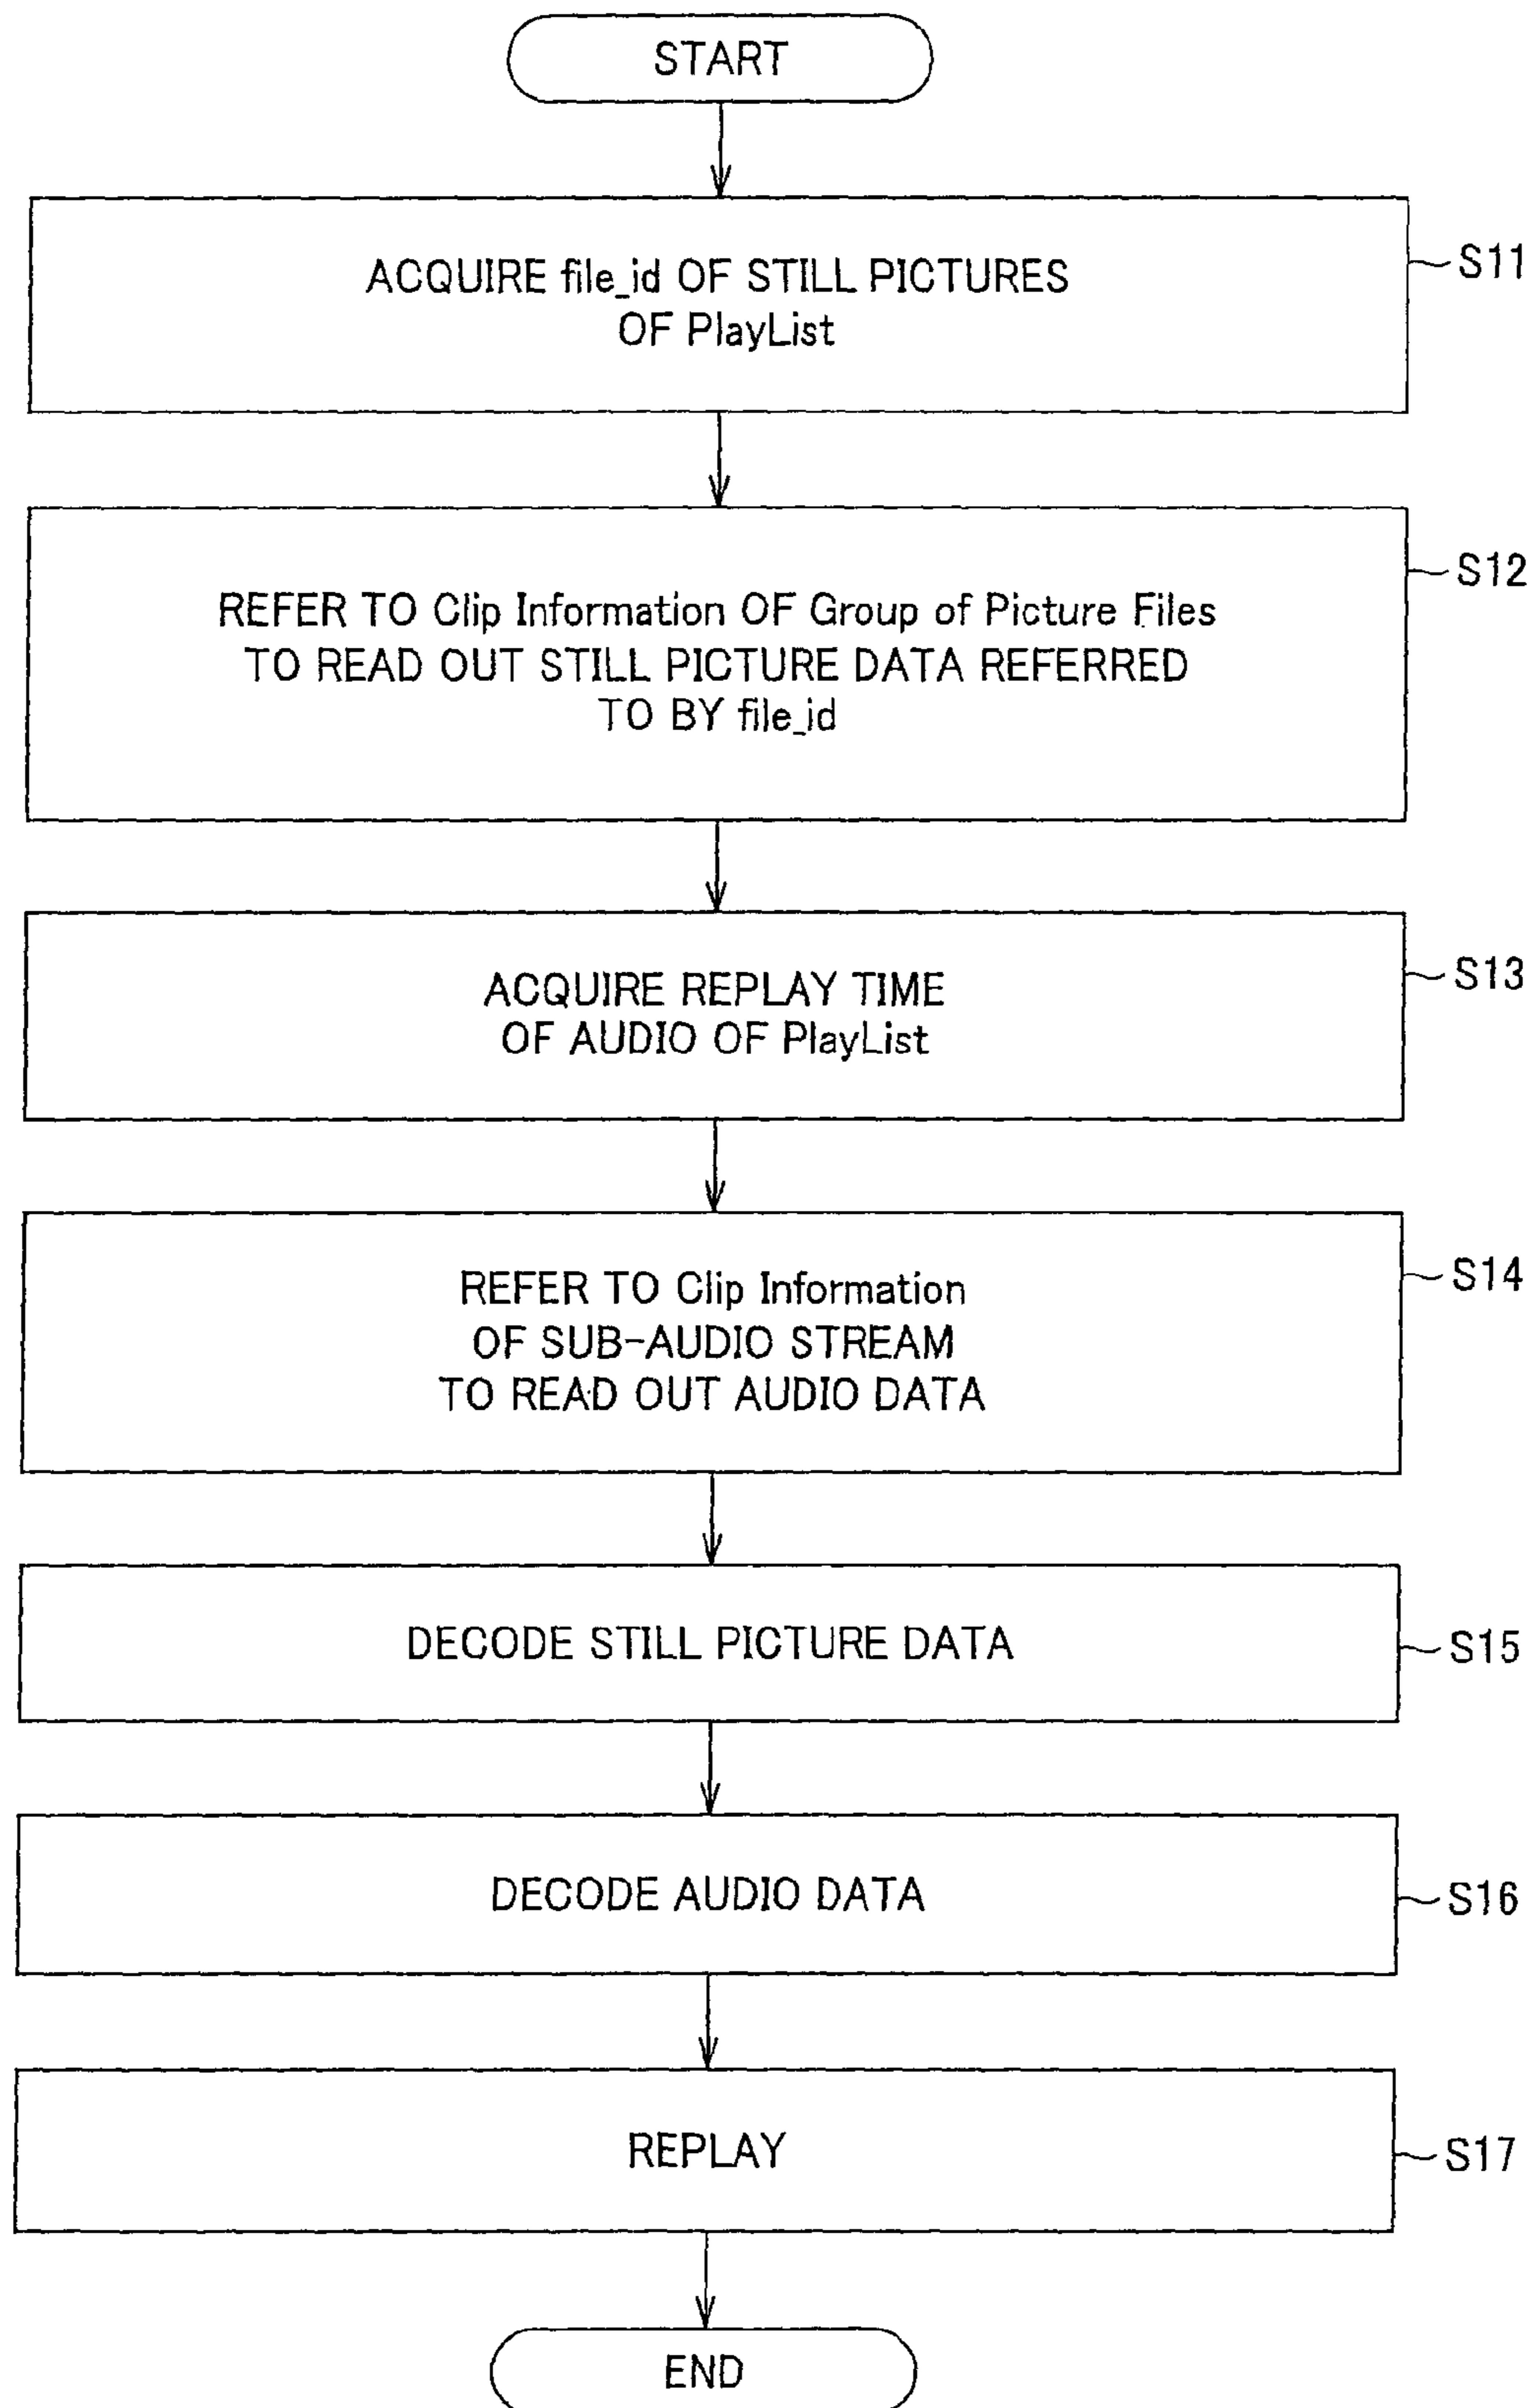 START
ACQUIRE file_id OF STILL PICTURES
OF PlayList
S11
REFER TO Clip Information OF Group of Picture Files
TO READ OUT STILL PICTURE DATA REFERRED
TO BY file_id
S12
ACQUIRE REPLAY TIME
OF AUDIO OF PlayList
S13
REFER TO Clip Information
OF SUB-AUDIO STREAM
TO READ OUT AUDIO DATA
S14
DECODE STILL PICTURE DATA
S15
DECODE AUDIO DATA
S16
REPLAY
S17
END